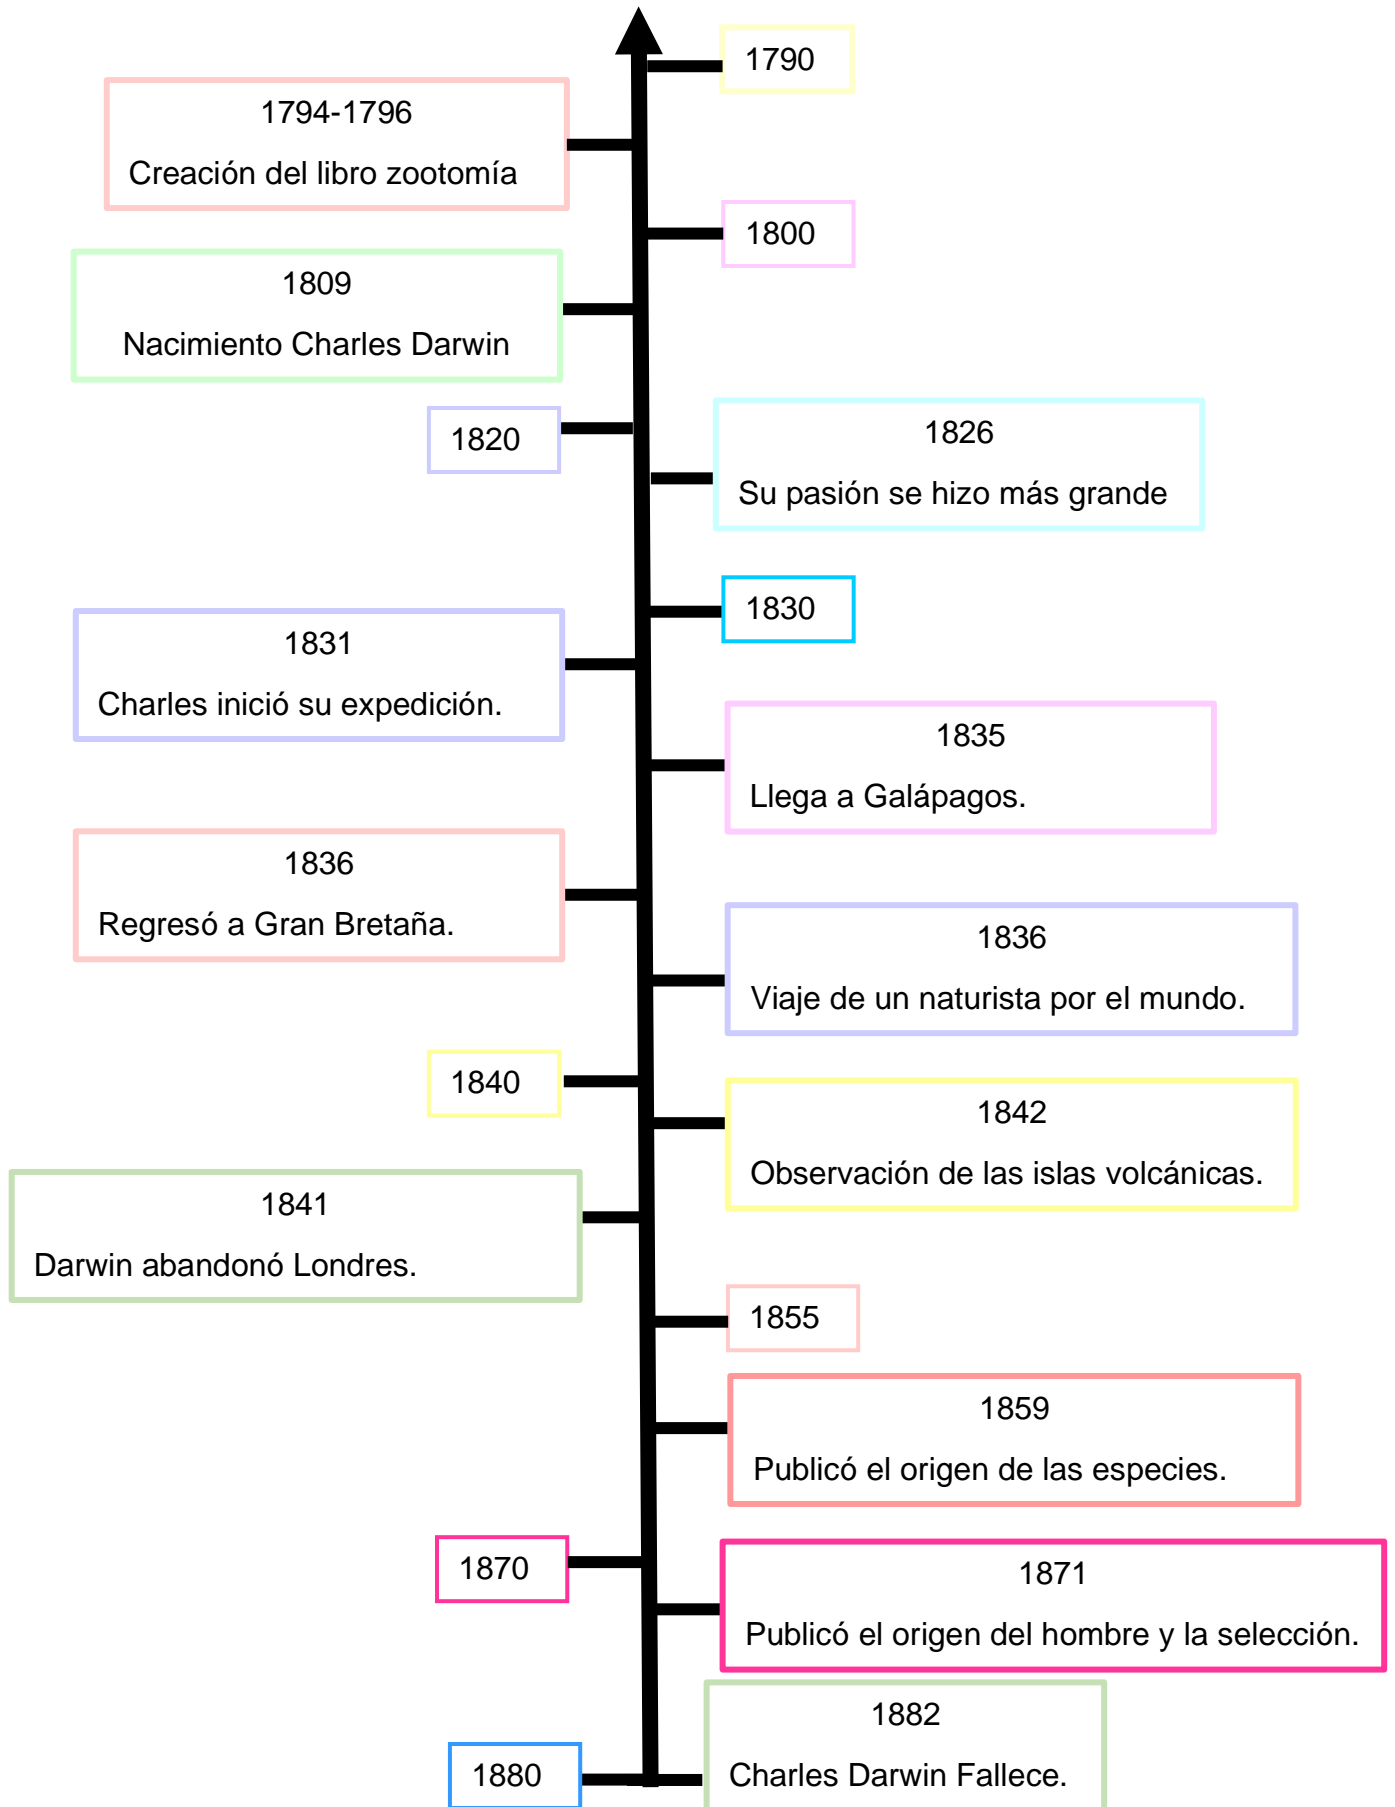 1790
1794-1796
Creación del libro zootomía
1800
1809
Nacimiento Charles Darwin
1820
1826
Su pasión se hizo más grande
1830
1831
Charles inició su expedición.
1835
Llega a Galápagos.
1836
Regresó a Gran Bretaña.
1836
Viaje de un naturista por el mundo.
1840
1842
Observación de las islas volcánicas.
1841
Darwin abandonó Londres.
1855
1859
Publicó el origen de las especies.
1870
1871
Publicó el origen del hombre y la selección.
1882
Charles Darwin Fallece.
1880